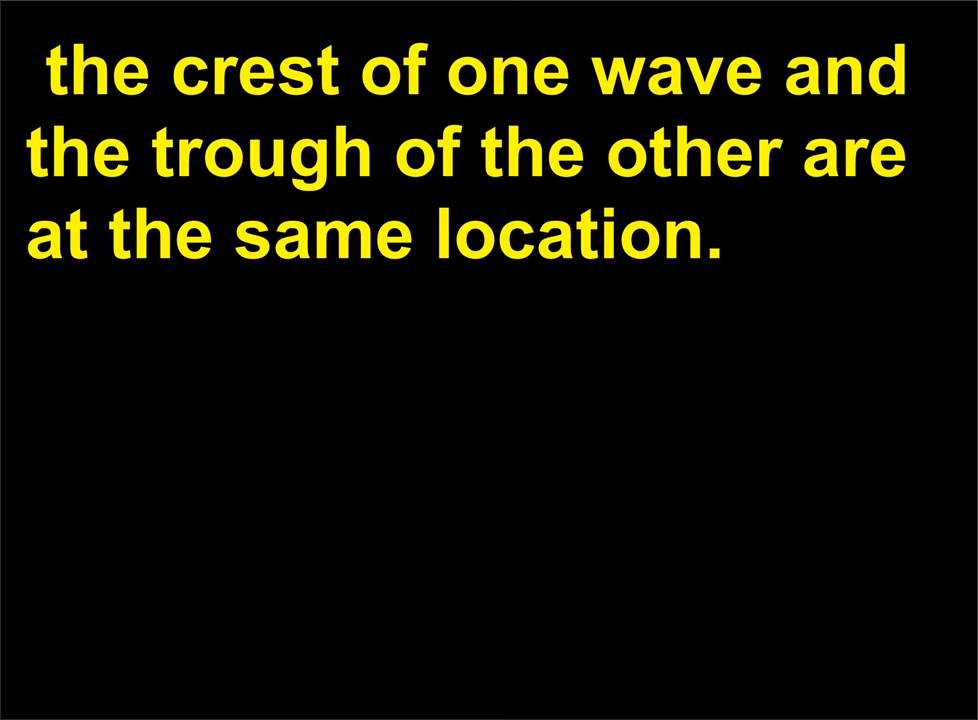 the crest of one wave and
the trough of the other are
at the same location.